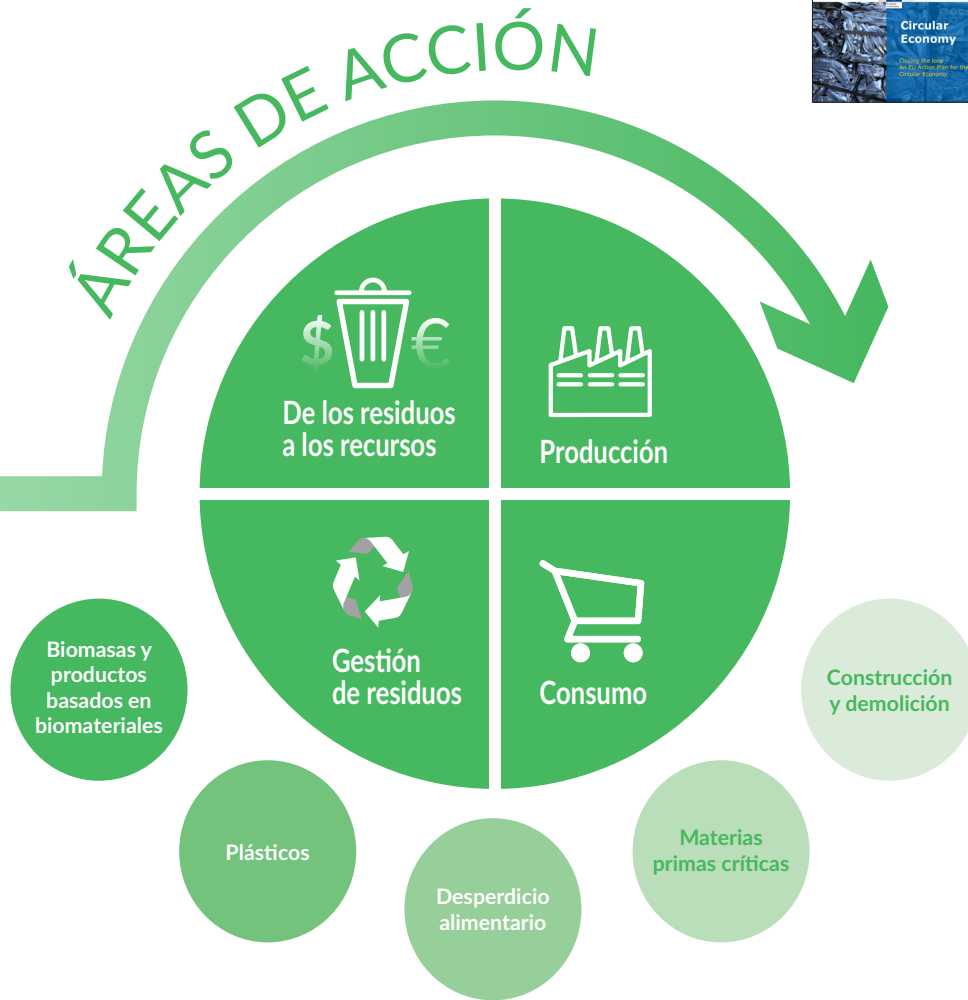 ÁREAS DE ACCIÓN
Circular
Economy
Closing the loop
An EU Action Plan for the
Circular Economy
$
€
De los residuos
a los recursos
Producción
Gestión
de residuos
Consumo
Biomasas y
productos
basados en
biomateriales
Plásticos
Desperdicio
alimentario
Materias
primas críticas
Construcción
y demolición